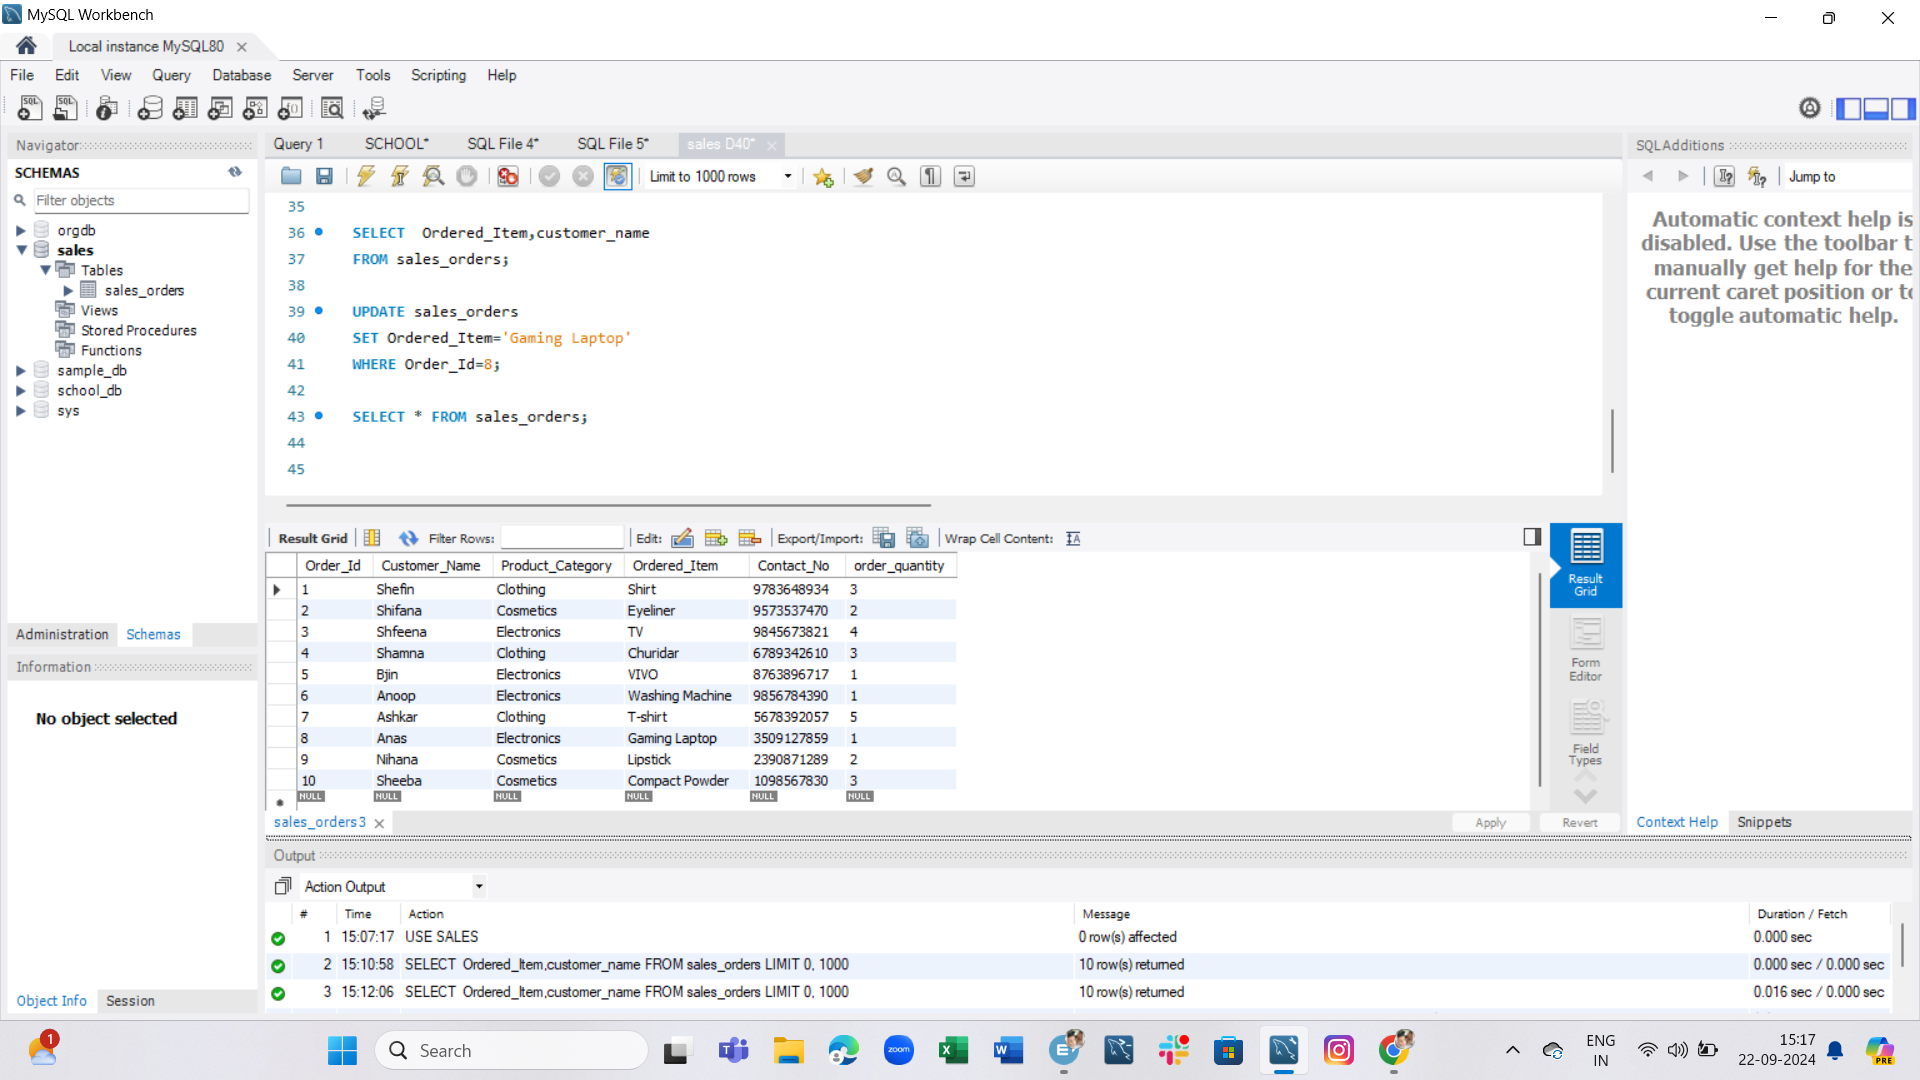 MySQL Workbench
Local instance MySQL80
File Edit View Query Database Server Tools Scripting Help
Navigator
SCHEMAS
Filter objects
orgdb
sales
Tables
sales_orders
Views
Stored Procedures
Functions
sample_db
school_db
sys
Administration Schemas
Information
No object selected
Object Info Session
Query 1 SCHOOL* SQL File 4* SQL File 5* sales D40*
Limit to 1000 rows
35
36 SELECT Ordered_Item,customer_name
37 FROM sales_orders;
38
39 UPDATE sales_orders
40 SET Ordered_Item='Gaming Laptop'
41 WHERE Order_Id=8;
42
43 SELECT * FROM sales_orders;
44
45
Result Grid Filter Rows: Edit: Export/Import: Wrap Cell Content:
Order_Id Customer_Name Product_Category Ordered_Item Contact_No order_quantity
1 Shefin Clothing Shirt 9783648934 3
2 Shifana Cosmetics Eyeliner 9573537470 2
3 Shfeena Electronics TV 9845673821 4
4 Shamna Clothing Churidar 6789342610 3
5 Bjin Electronics VIVO 8763896717 1
6 Anoop Electronics Washing Machine 9856784390 1
7 Ashkar Clothing T-shirt 5678392057 5
8 Anas Electronics Gaming Laptop 3509127859 1
9 Nihana Cosmetics Lipstick 2390871289 2
10 Sheeba Cosmetics Compact Powder 1098567830 3
NULL NULL NULL NULL NULL NULL
Result Grid
Form Editor
Field Types
sales_orders3 Apply Revert
SQLAdditions
Jump to
Automatic context help is
disabled. Use the toolbar t
manually get help for the
current caret position or to
toggle automatic help.
Context Help Snippets
Output
Action Output
# Time Action Message Duration / Fetch
1 15:07:17 USE SALES 0 row(s) affected 0.000 sec
2 15:10:58 SELECT Ordered_Item,customer_name FROM sales_orders LIMIT 0, 1000 10 row(s) returned 0.000 sec / 0.000 sec
3 15:12:06 SELECT Ordered_Item,customer_name FROM sales_orders LIMIT 0, 1000 10 row(s) returned 0.016 sec / 0.000 sec
1
Search
zoom
ENG
IN
15:17
22-09-2024
PRE